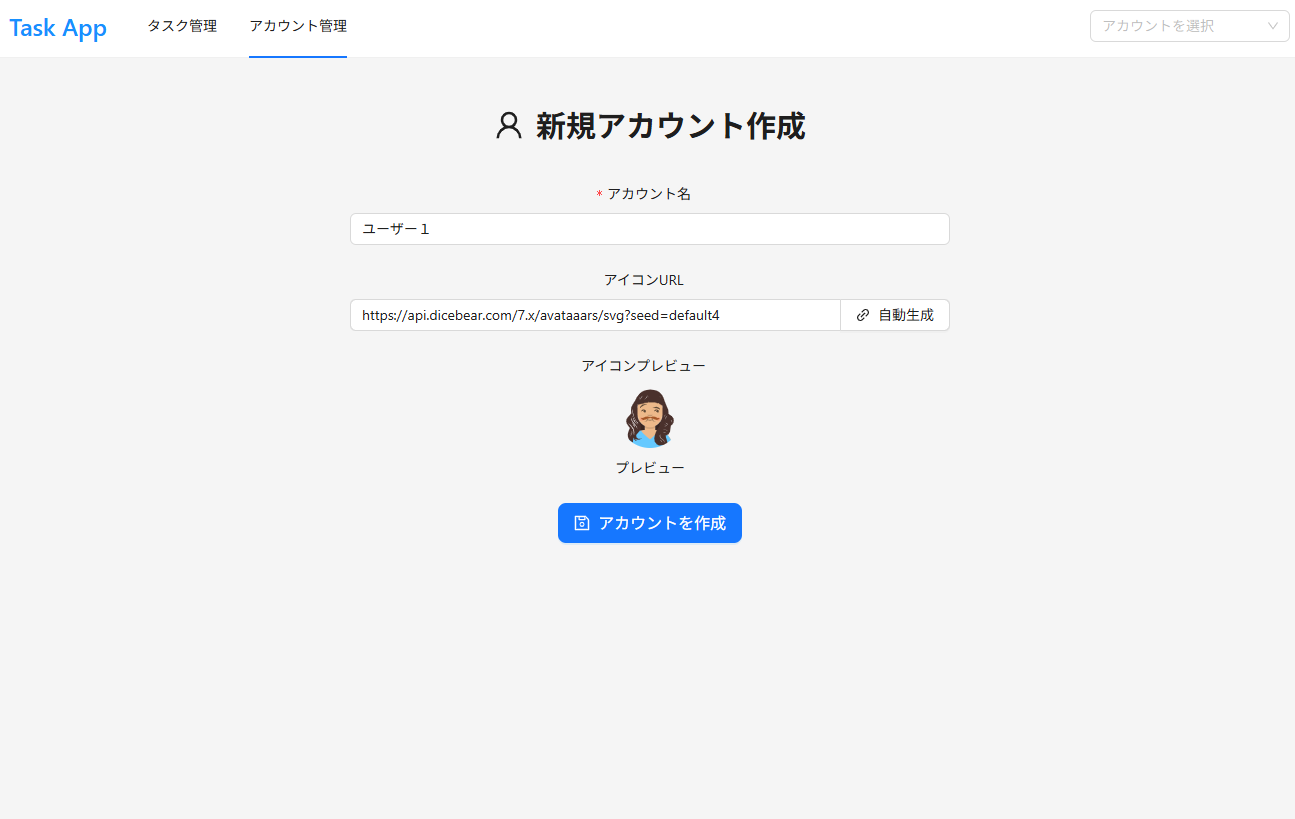 Task App
タスク管理
アカウント管理
アカウントを選択
新規アカウント作成
* アカウント名
ユーザー１
アイコンURL
https://api.dicebear.com/7.x/avataaars/svg?seed=default4
自動生成
アイコンプレビュー
プレビュー
アカウントを作成